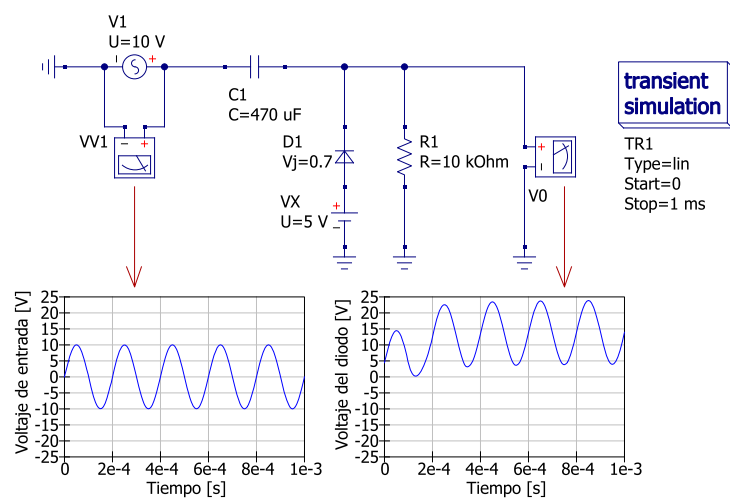 V1
U=10 V
C1
C=470 uF
VV1
D1
Vj=0.7
R1
R=10 kOhm
VX
U=5 V
V0
transient
simulation
TR1
Type=lin
Start=0
Stop=1 ms
Voltaje de entrada [V]
25
20
15
10
5
0
-5
-10
-15
-20
-25
0 2e-4 4e-4 6e-4 8e-4 1e-3
Tiempo [s]
Voltaje del diodo [V]
25
20
15
10
5
0
-5
-10
-15
-20
-25
0 2e-4 4e-4 6e-4 8e-4 1e-3
Tiempo [s]